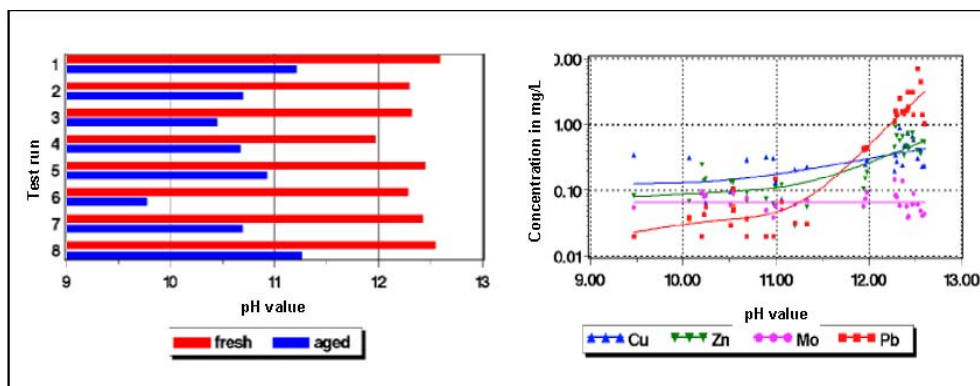 Test run
1
2
3
4
5
6
7
8
9 10 11 12 13
pH value
fresh aged
Concentration in mg/L
0.00
1.00
0.10
0.01
9.00 10.00 11.00 12.00 13.00
pH value
Cu Zn Mo Pb